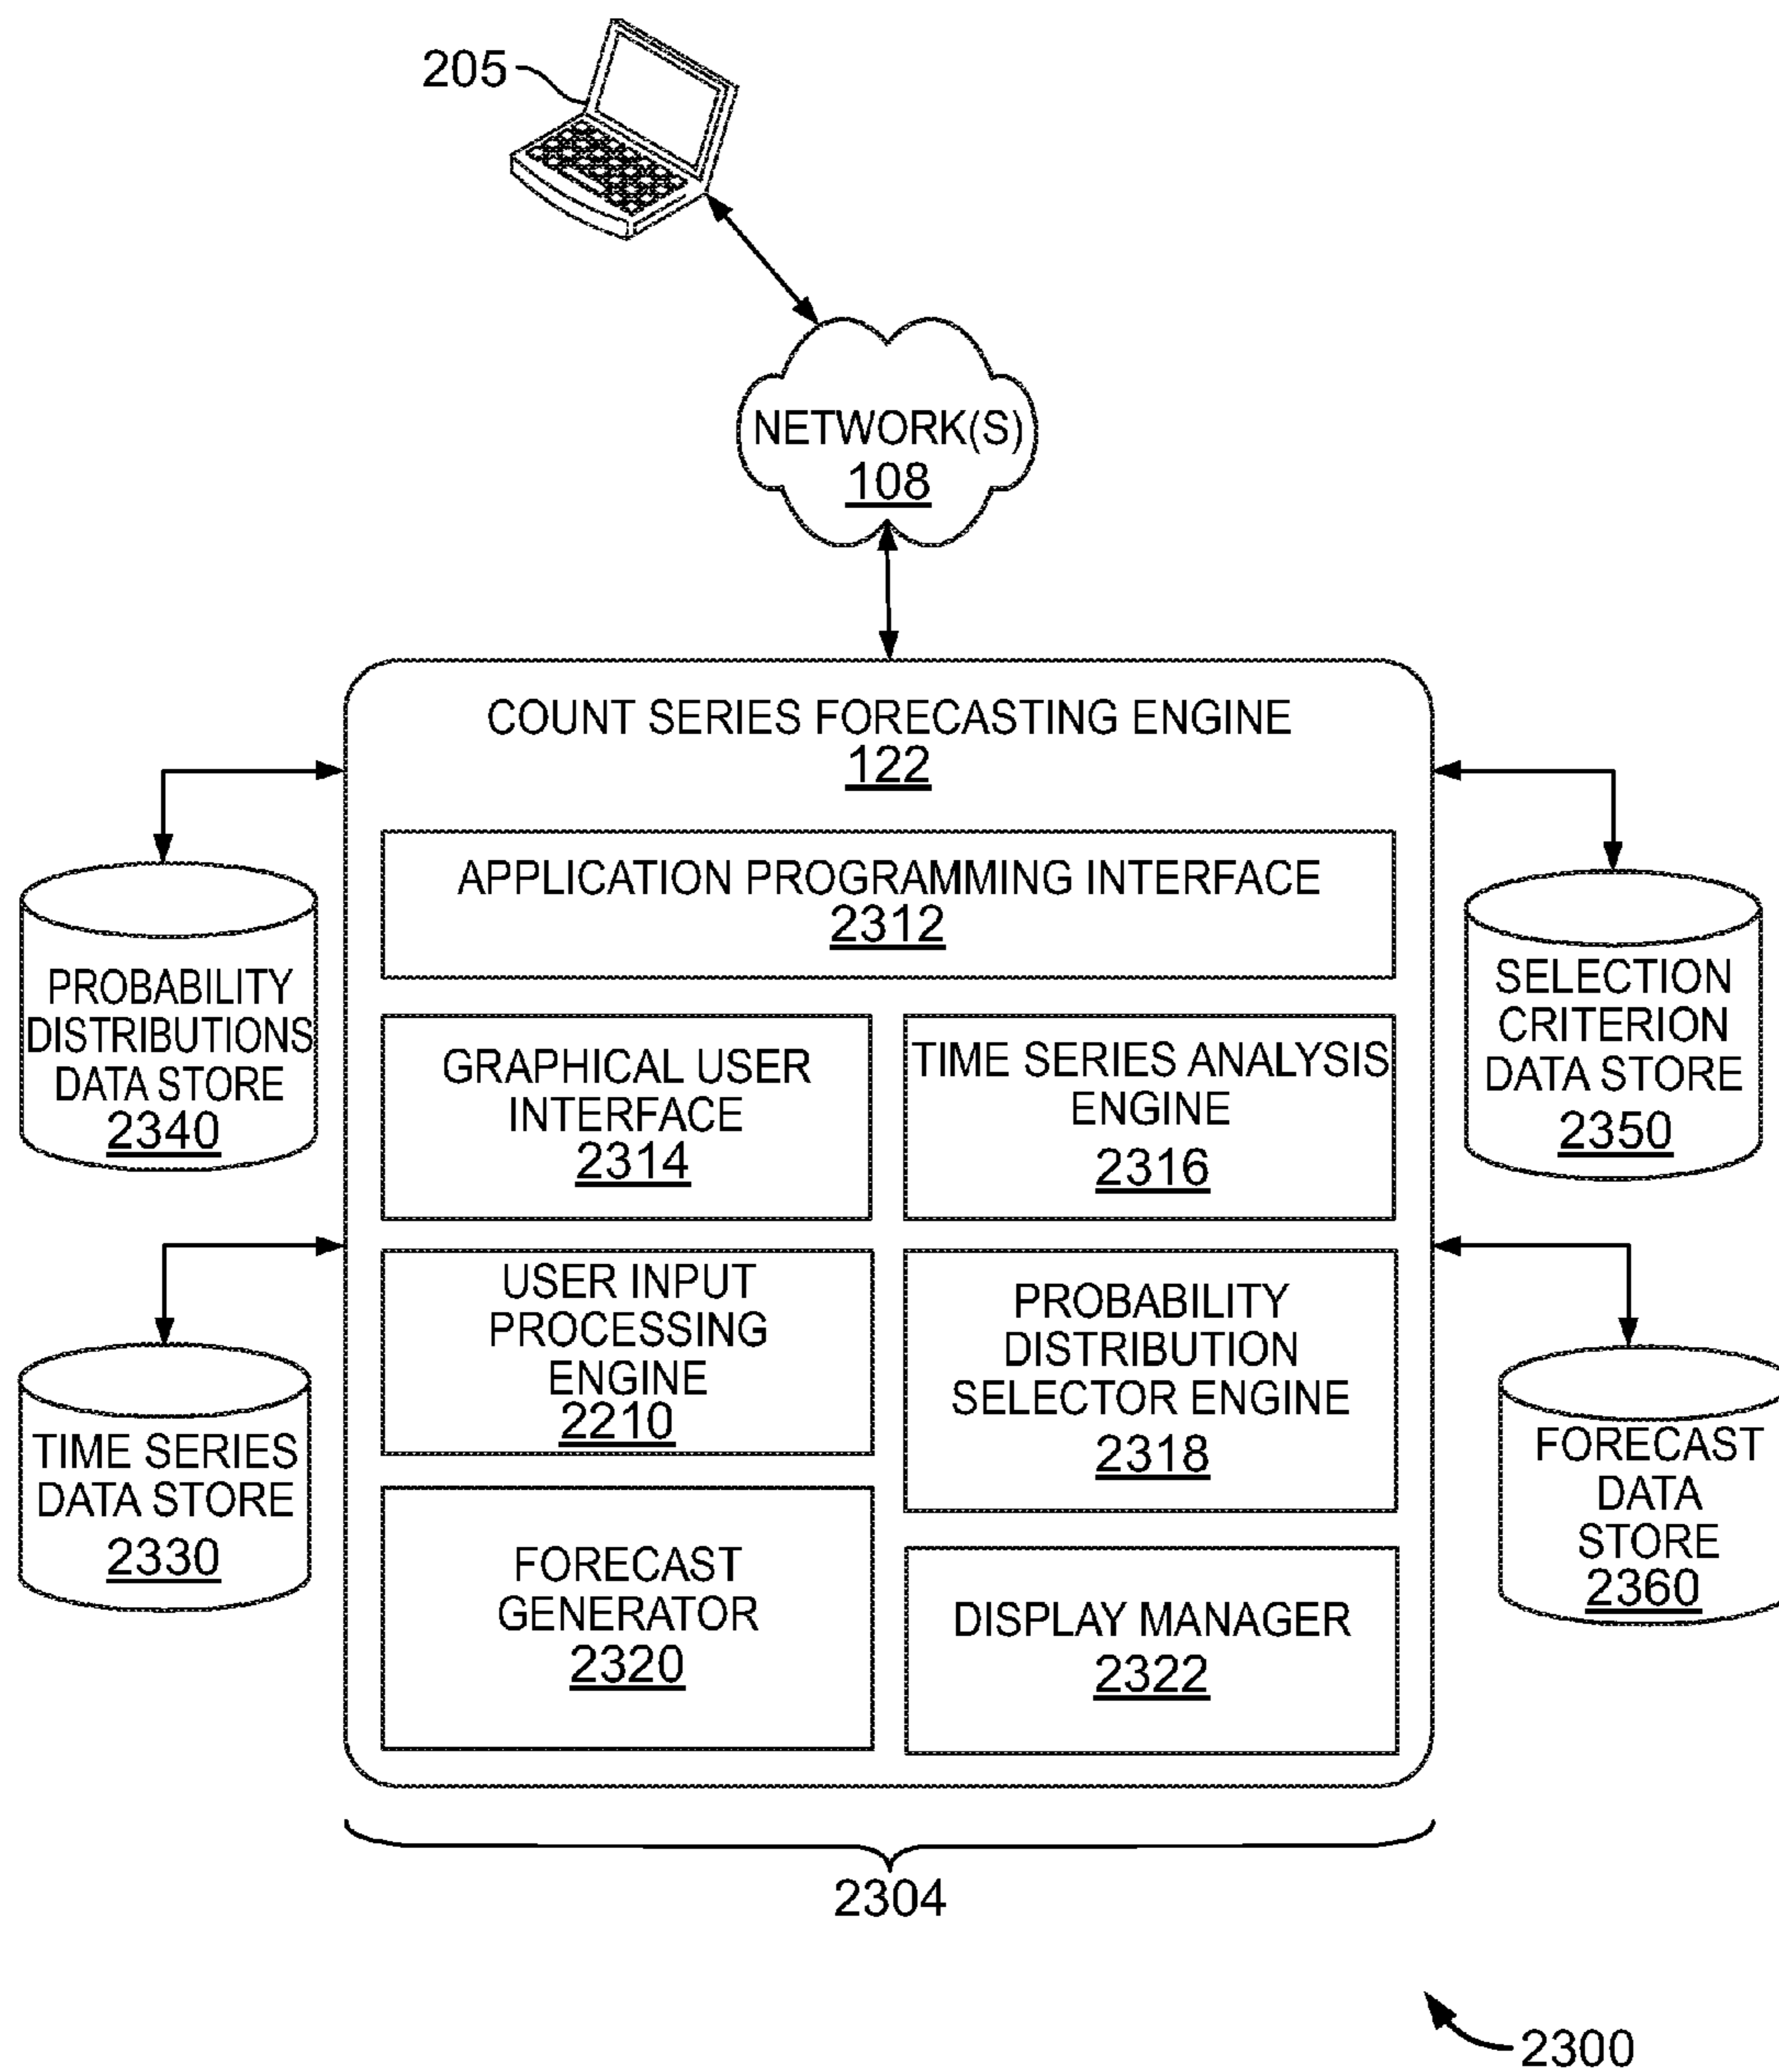 205
NETWORK(S)
108
COUNT SERIES FORECASTING ENGINE
122
APPLICATION PROGRAMMING INTERFACE
2312
PROBABILITY
DISTRIBUTIONS
DATA STORE
2340
GRAPHICAL USER
INTERFACE
2314
TIME SERIES ANALYSIS
ENGINE
2316
SELECTION
CRITERION
DATA STORE
2350
TIME SERIES
DATA STORE
2330
USER INPUT
PROCESSING
ENGINE
2210
PROBABILITY
DISTRIBUTION
SELECTOR ENGINE
2318
FORECAST
DATA
STORE
2360
FORECAST
GENERATOR
2320
DISPLAY MANAGER
2322
2304
2300